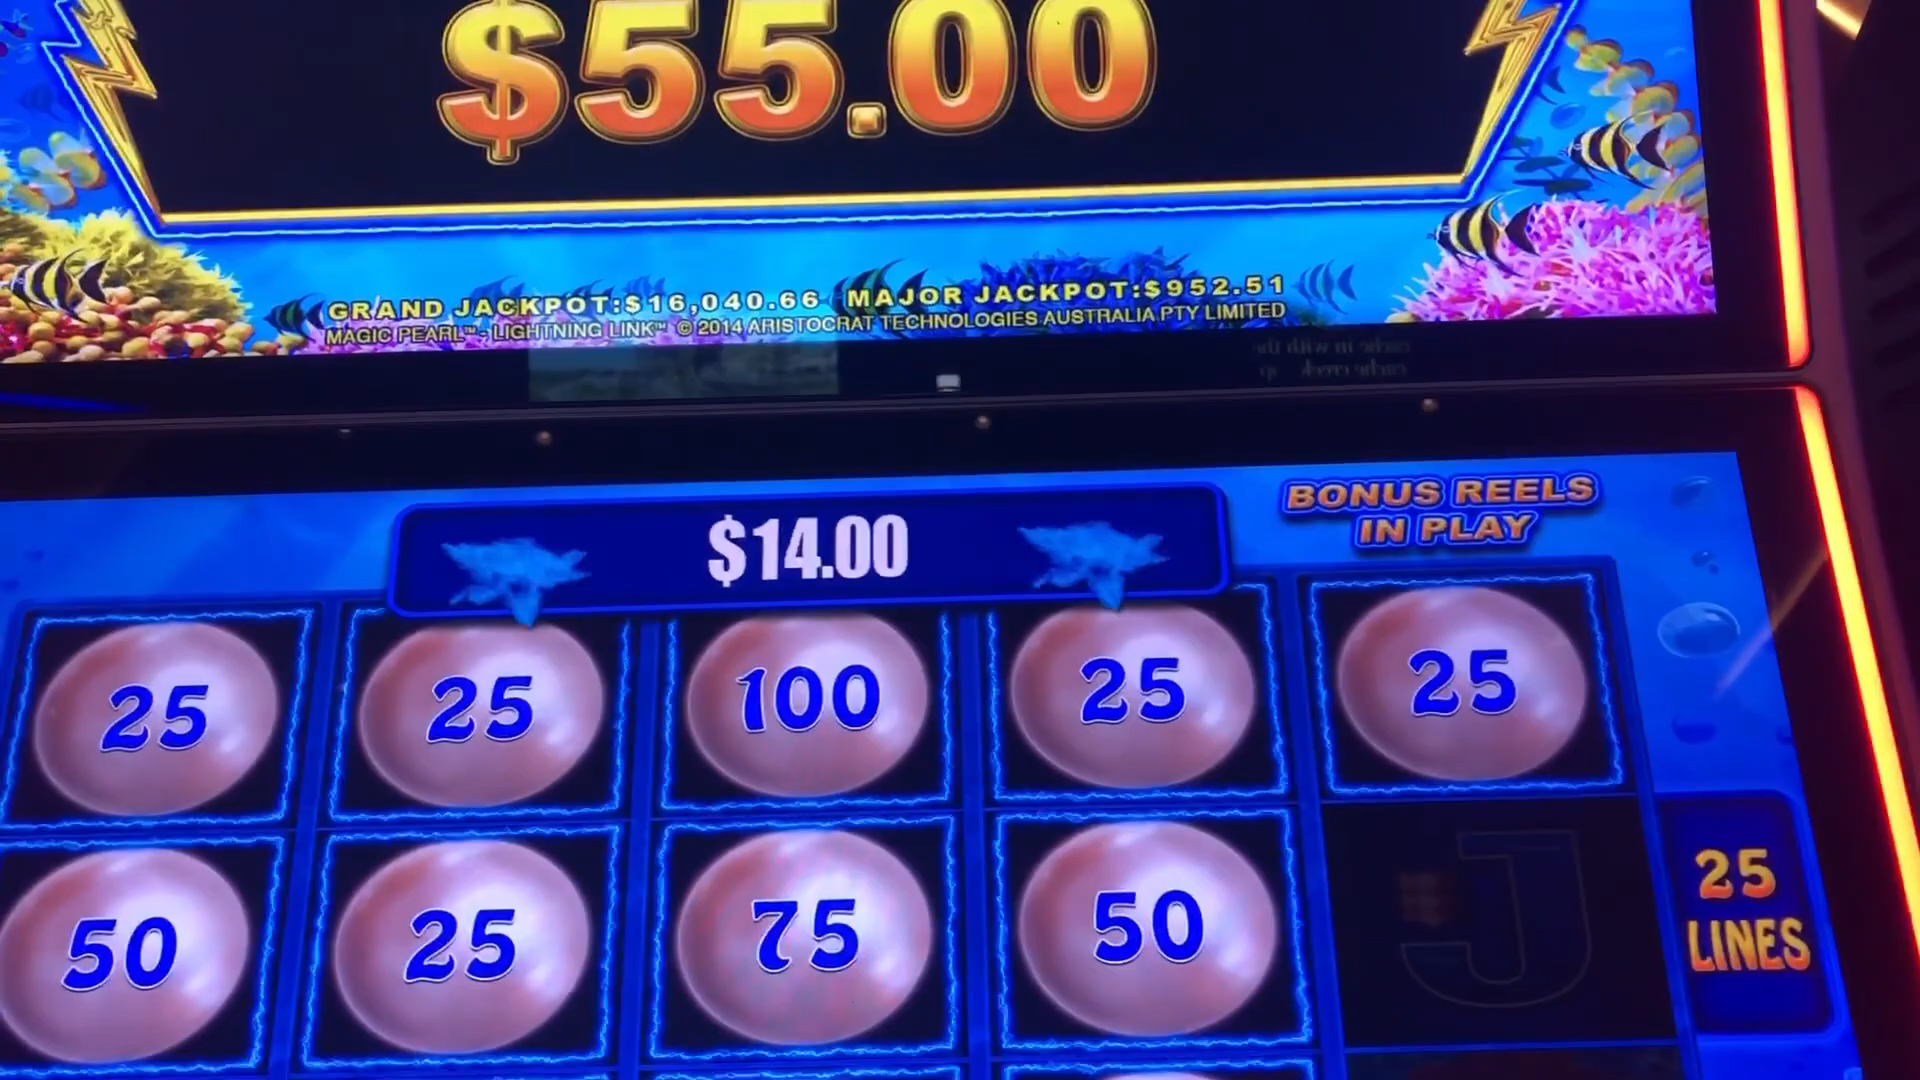 $55.00
GRAND JACKPOT:$16,040.66 MAJOR JACKPOT:$952.51
MAGIC PEARL™ - LIGHTNING LINK™ © 2014 ARISTOCRAT TECHNOLOGIES AUSTRALIA PTY LIMITED
$14.00
BONUS REELS
IN PLAY
25 25 100 25 25
50 25 75 50 J
25
LINES